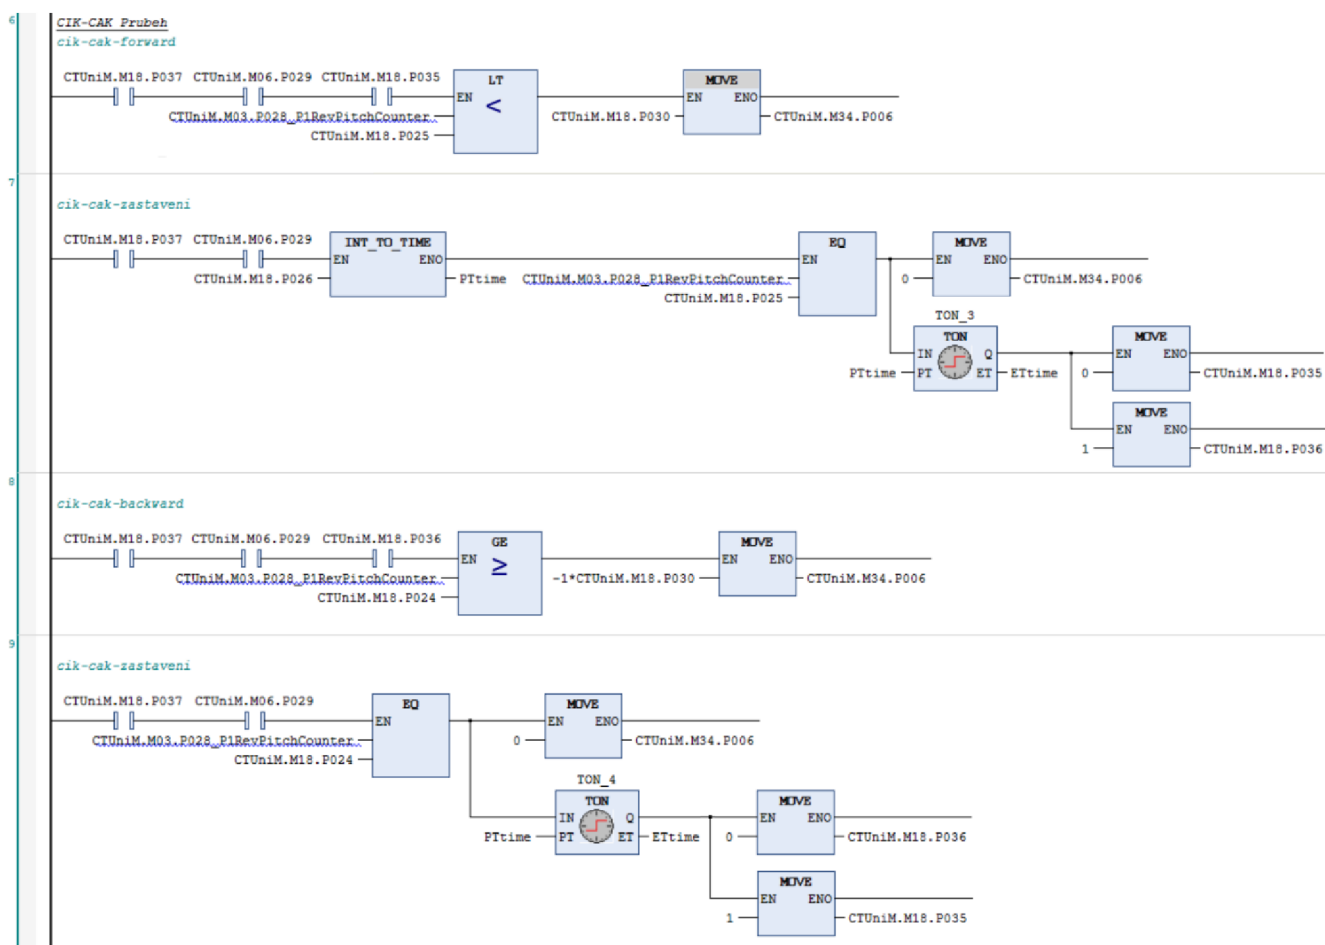 6
CIK-CAK Prubeh
cik-cak-forward
CTUniM.M18.P037 CTUniM.M06.P029 CTUniM.M18.P035
LT
MOVE
EN <
EN ENO
CTUniM.M03.P028_P1RevPitchCounter
CTUniM.M18.P030
CTUniM.M34.P006
CTUniM.M18.P025
7
cik-cak-zastaveni
CTUniM.M18.P037 CTUniM.M06.P029
INT_TO_TIME
EQ
MOVE
EN ENO
EN
EN ENO
CTUniM.M18.P026
PTtime
CTUniM.M03.P028_P1RevPitchCounter
0
CTUniM.M34.P006
CTUniM.M18.P025
TON_3
TON
MOVE
IN Q
EN ENO
PTtime PT ET ETtime
0
CTUniM.M18.P035
MOVE
EN ENO
1
CTUniM.M18.P036
8
cik-cak-backward
CTUniM.M18.P037 CTUniM.M06.P029 CTUniM.M18.P036
GE
MOVE
EN ≥
EN ENO
CTUniM.M03.P028_P1RevPitchCounter
-1*CTUniM.M18.P030
CTUniM.M34.P006
CTUniM.M18.P024
9
cik-cak-zastaveni
CTUniM.M18.P037 CTUniM.M06.P029
EQ
MOVE
EN
EN ENO
CTUniM.M03.P028_P1RevPitchCounter
0
CTUniM.M34.P006
CTUniM.M18.P024
TON_4
TON
MOVE
IN Q
EN ENO
PTtime PT ET ETtime
0
CTUniM.M18.P036
MOVE
EN ENO
1
CTUniM.M18.P035